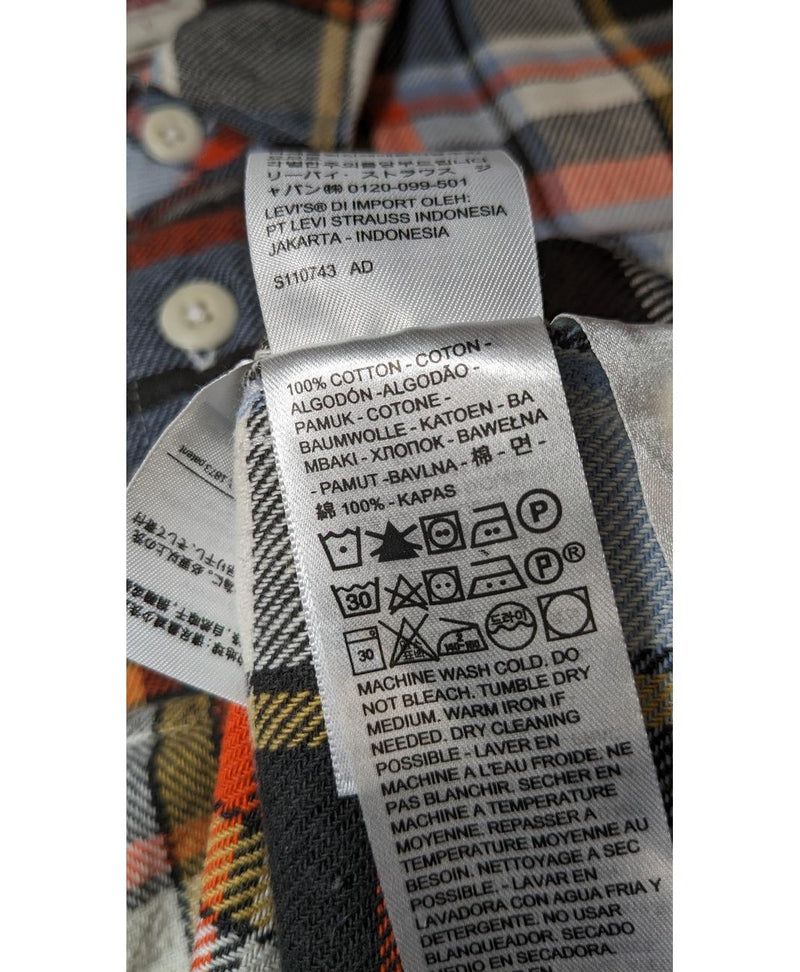 リーバイ・ストラウス ジ
ャパン㈱ 0120-099-501
LEVI'S® DI IMPORT OLEH:
PT LEVI STRAUSS INDONESIA
JAKARTA - INDONESIA
S110743 AD
100% COTTON - COTON -
ALGODÓN -ALGODÃO -
PAMUK - COTONE -
BAUMWOLLE - KATOEN - BA
MBAKI - ХЛОПОК - BAWEŁNA
- PAMUT -BAVLNA - 棉 - 면 -
綿 100% - KAPAS
P
30
P®
30
드라이
MACHINE WASH COLD. DO
NOT BLEACH. TUMBLE DRY
MEDIUM. WARM IRON IF
NEEDED. DRY CLEANING
POSSIBLE - LAVER EN
MACHINE A L'EAU FROIDE. NE
PAS BLANCHIR. SECHER EN
MACHINE A TEMPERATURE
MOYENNE. REPASSER A
TEMPERATURE MOYENNE AU
BESOIN. NETTOYAGE A SEC
POSSIBLE. - LAVAR EN
LAVADORA CON AGUA FRIA Y
DETERGENTE. NO USAR
BLANQUEADOR. SECADO
MEDIO EN SECADORA.